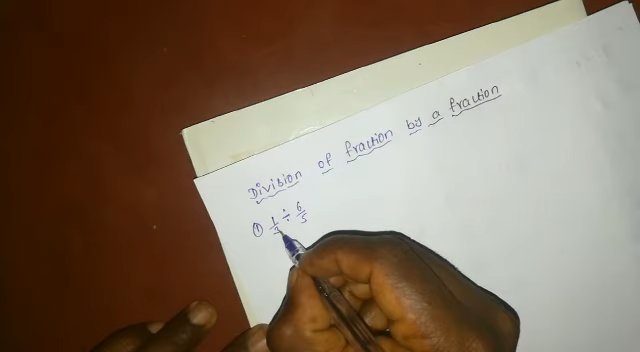 Division of fraction by a fraction
① 1/3 ÷ 6/5